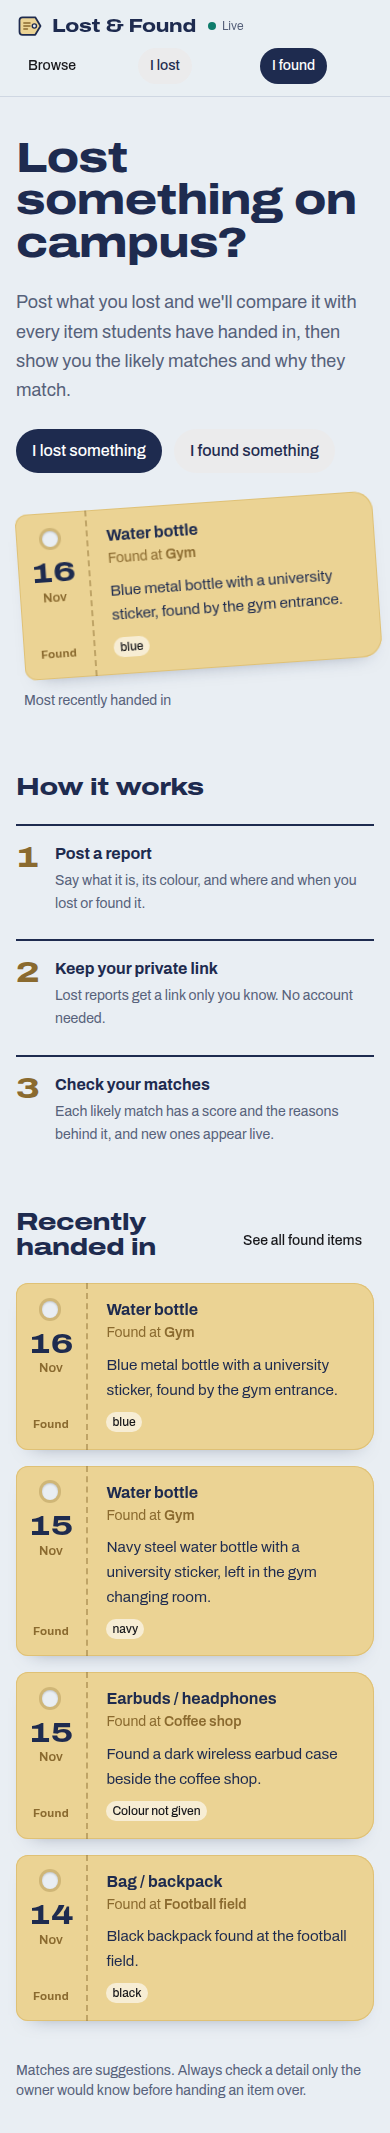 Lost & Found
Live
Browse
I lost
I found
Lost
something on
campus?
Post what you lost and we'll compare it with
every item students have handed in, then
show you the likely matches and why they
match.
I lost something
I found something
16
Nov
Found
Water bottle
Found at Gym
Blue metal bottle with a university
sticker, found by the gym entrance.
blue
Most recently handed in
How it works
1
Post a report
Say what it is, its colour, and where and when you
lost or found it.
2
Keep your private link
Lost reports get a link only you know. No account
needed.
3
Check your matches
Each likely match has a score and the reasons
behind it, and new ones appear live.
Recently
handed in
See all found items
16
Nov
Found
Water bottle
Found at Gym
Blue metal bottle with a university
sticker, found by the gym entrance.
blue
15
Nov
Found
Water bottle
Found at Gym
Navy steel water bottle with a
university sticker, left in the gym
changing room.
navy
15
Nov
Found
Earbuds / headphones
Found at Coffee shop
Found a dark wireless earbud case
beside the coffee shop.
Colour not given
14
Nov
Found
Bag / backpack
Found at Football field
Black backpack found at the football
field.
black
Matches are suggestions. Always check a detail only the
owner would know before handing an item over.